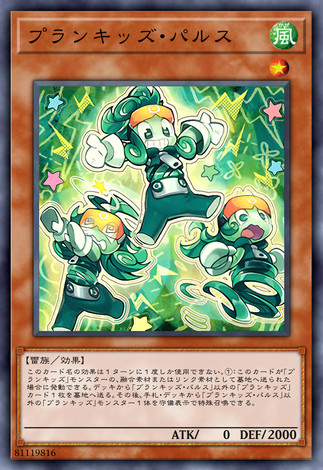 プランキッズ・パルス
風
【雷族／効果】
このカード名の効果は１ターンに１度しか使用できない。①：このカードが「プ
ランキッズ」モンスターの、融合素材またはリンク素材として墓地へ送られた場
合に発動できる。デッキから「プランキッズ・パルス」以外の「プランキッズ」
カード１枚を墓地へ送る。その後、手札・デッキから「プランキッズ・パルス」以
外の「プランキッズ」モンスター１体を守備表示で特殊召喚できる。
ATK/ 0 DEF/2000
81119816